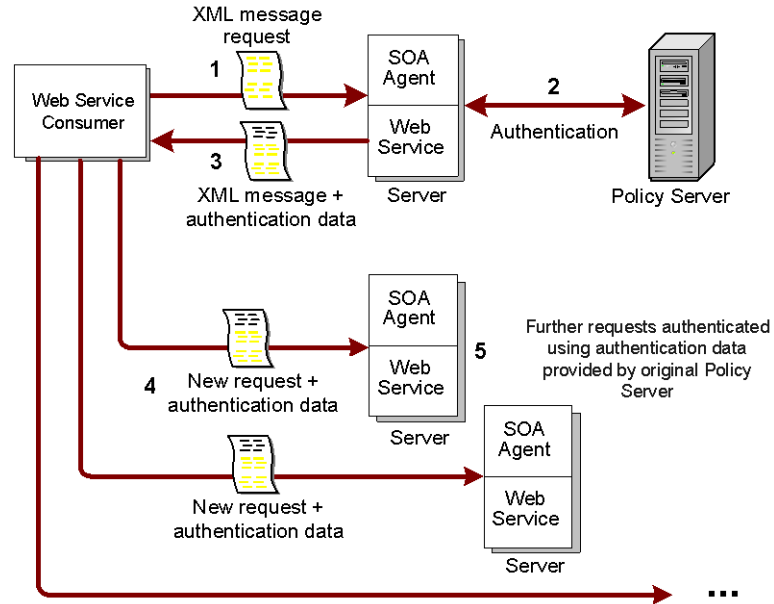 XML message
request
1
SOA
Agent
Web Service
Consumer
2
Authentication
Web
Service
3
XML message +
authentication data
Server
Policy Server
SOA
Agent
Web
Service
5
Further requests authenticated
using authentication data
provided by original Policy
Server
4
New request +
authentication data
Server
SOA
Agent
Web
Service
New request +
authentication data
Server
...